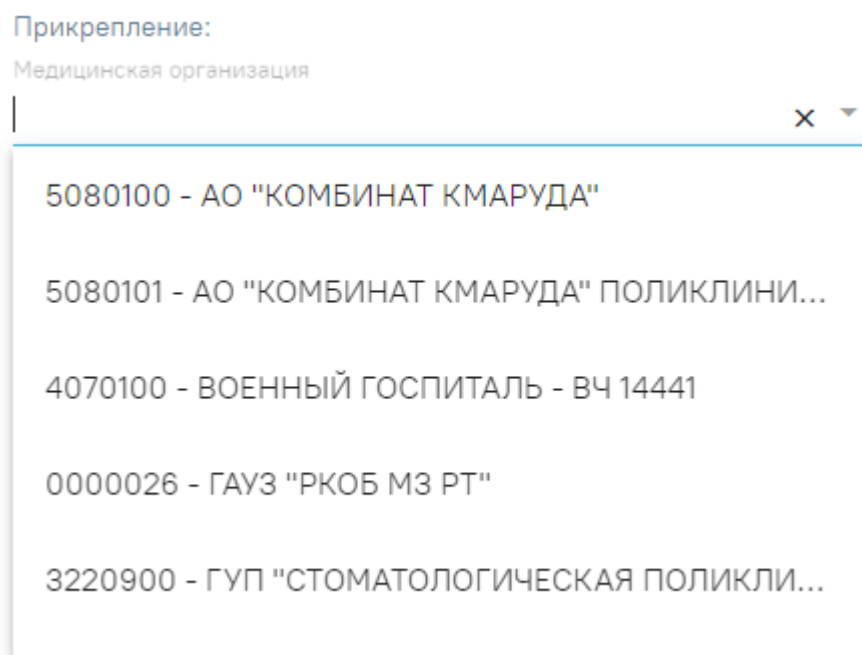 Прикрепление:
Медицинская организация
5080100 - АО "КОМБИНАТ КМАРУДА"
5080101 - АО "КОМБИНАТ КМАРУДА" ПОЛИКЛИНИ...
4070100 - ВОЕННЫЙ ГОСПИТАЛЬ - ВЧ 14441
0000026 - ГАУЗ "РКОБ МЗ РТ"
3220900 - ГУП "СТОМАТОЛОГИЧЕСКАЯ ПОЛИКЛИ...